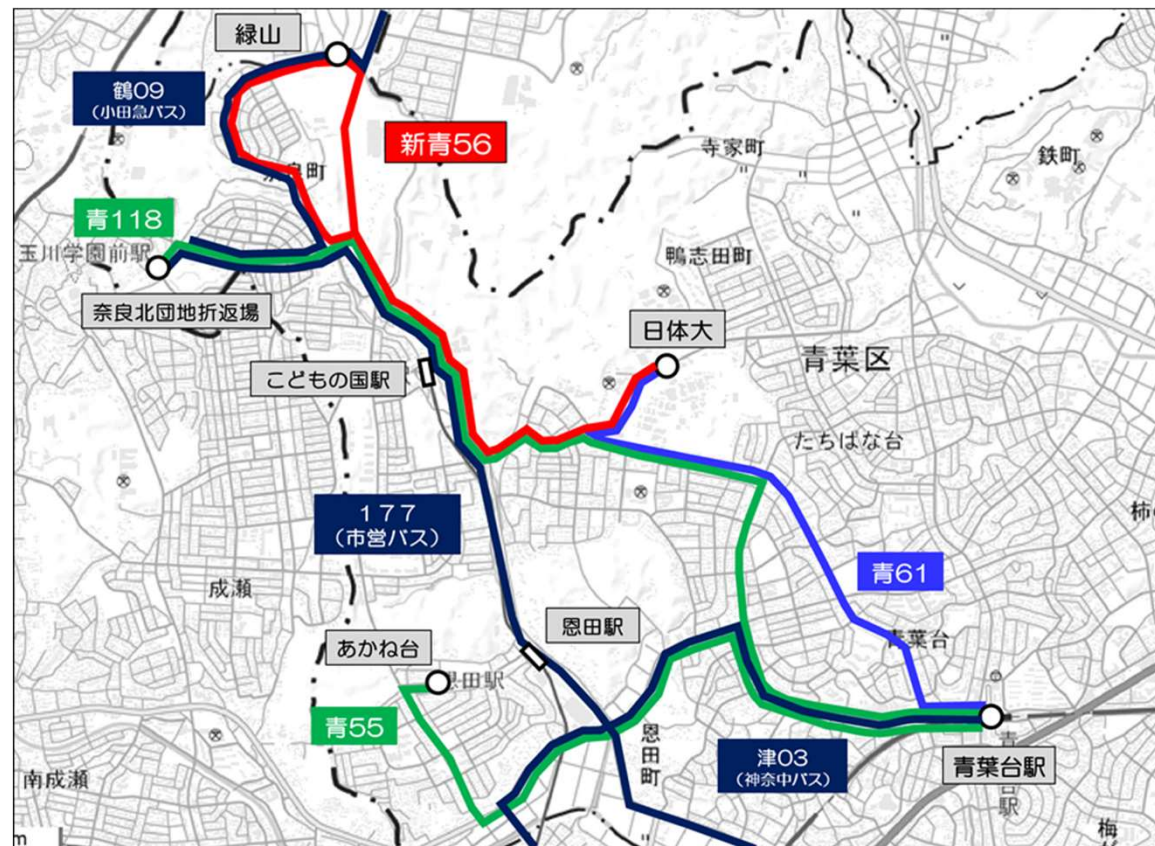 緑山
鶴09
(小田急バス)
新青56
寺家町
鉄町
奈良町
青118
玉川学園前駅
鴨志田町
奈良北団地折返場
日体大
青葉区
こどもの国駅
たちばな台
177
(市営バス)
青61
成瀬
恩田駅
青葉台
あかね台
恩田駅
青55
恩田町
津03
(神奈中バス)
青葉台駅
南成瀬
m